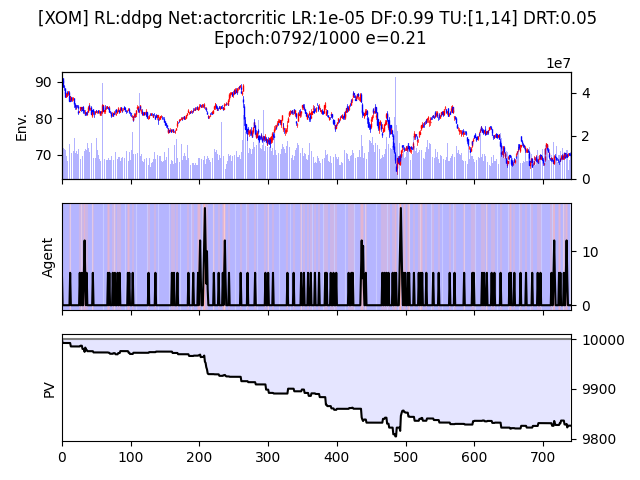 [XOM] RL:ddpg Net:actorcritic LR:1e-05 DF:0.99 TU:[1,14] DRT:0.05
Epoch:0792/1000 e=0.21
1e7
Env.
90
80
70
4
2
0
Agent
10
0
PV
10000
9900
9800
0 100 200 300 400 500 600 700